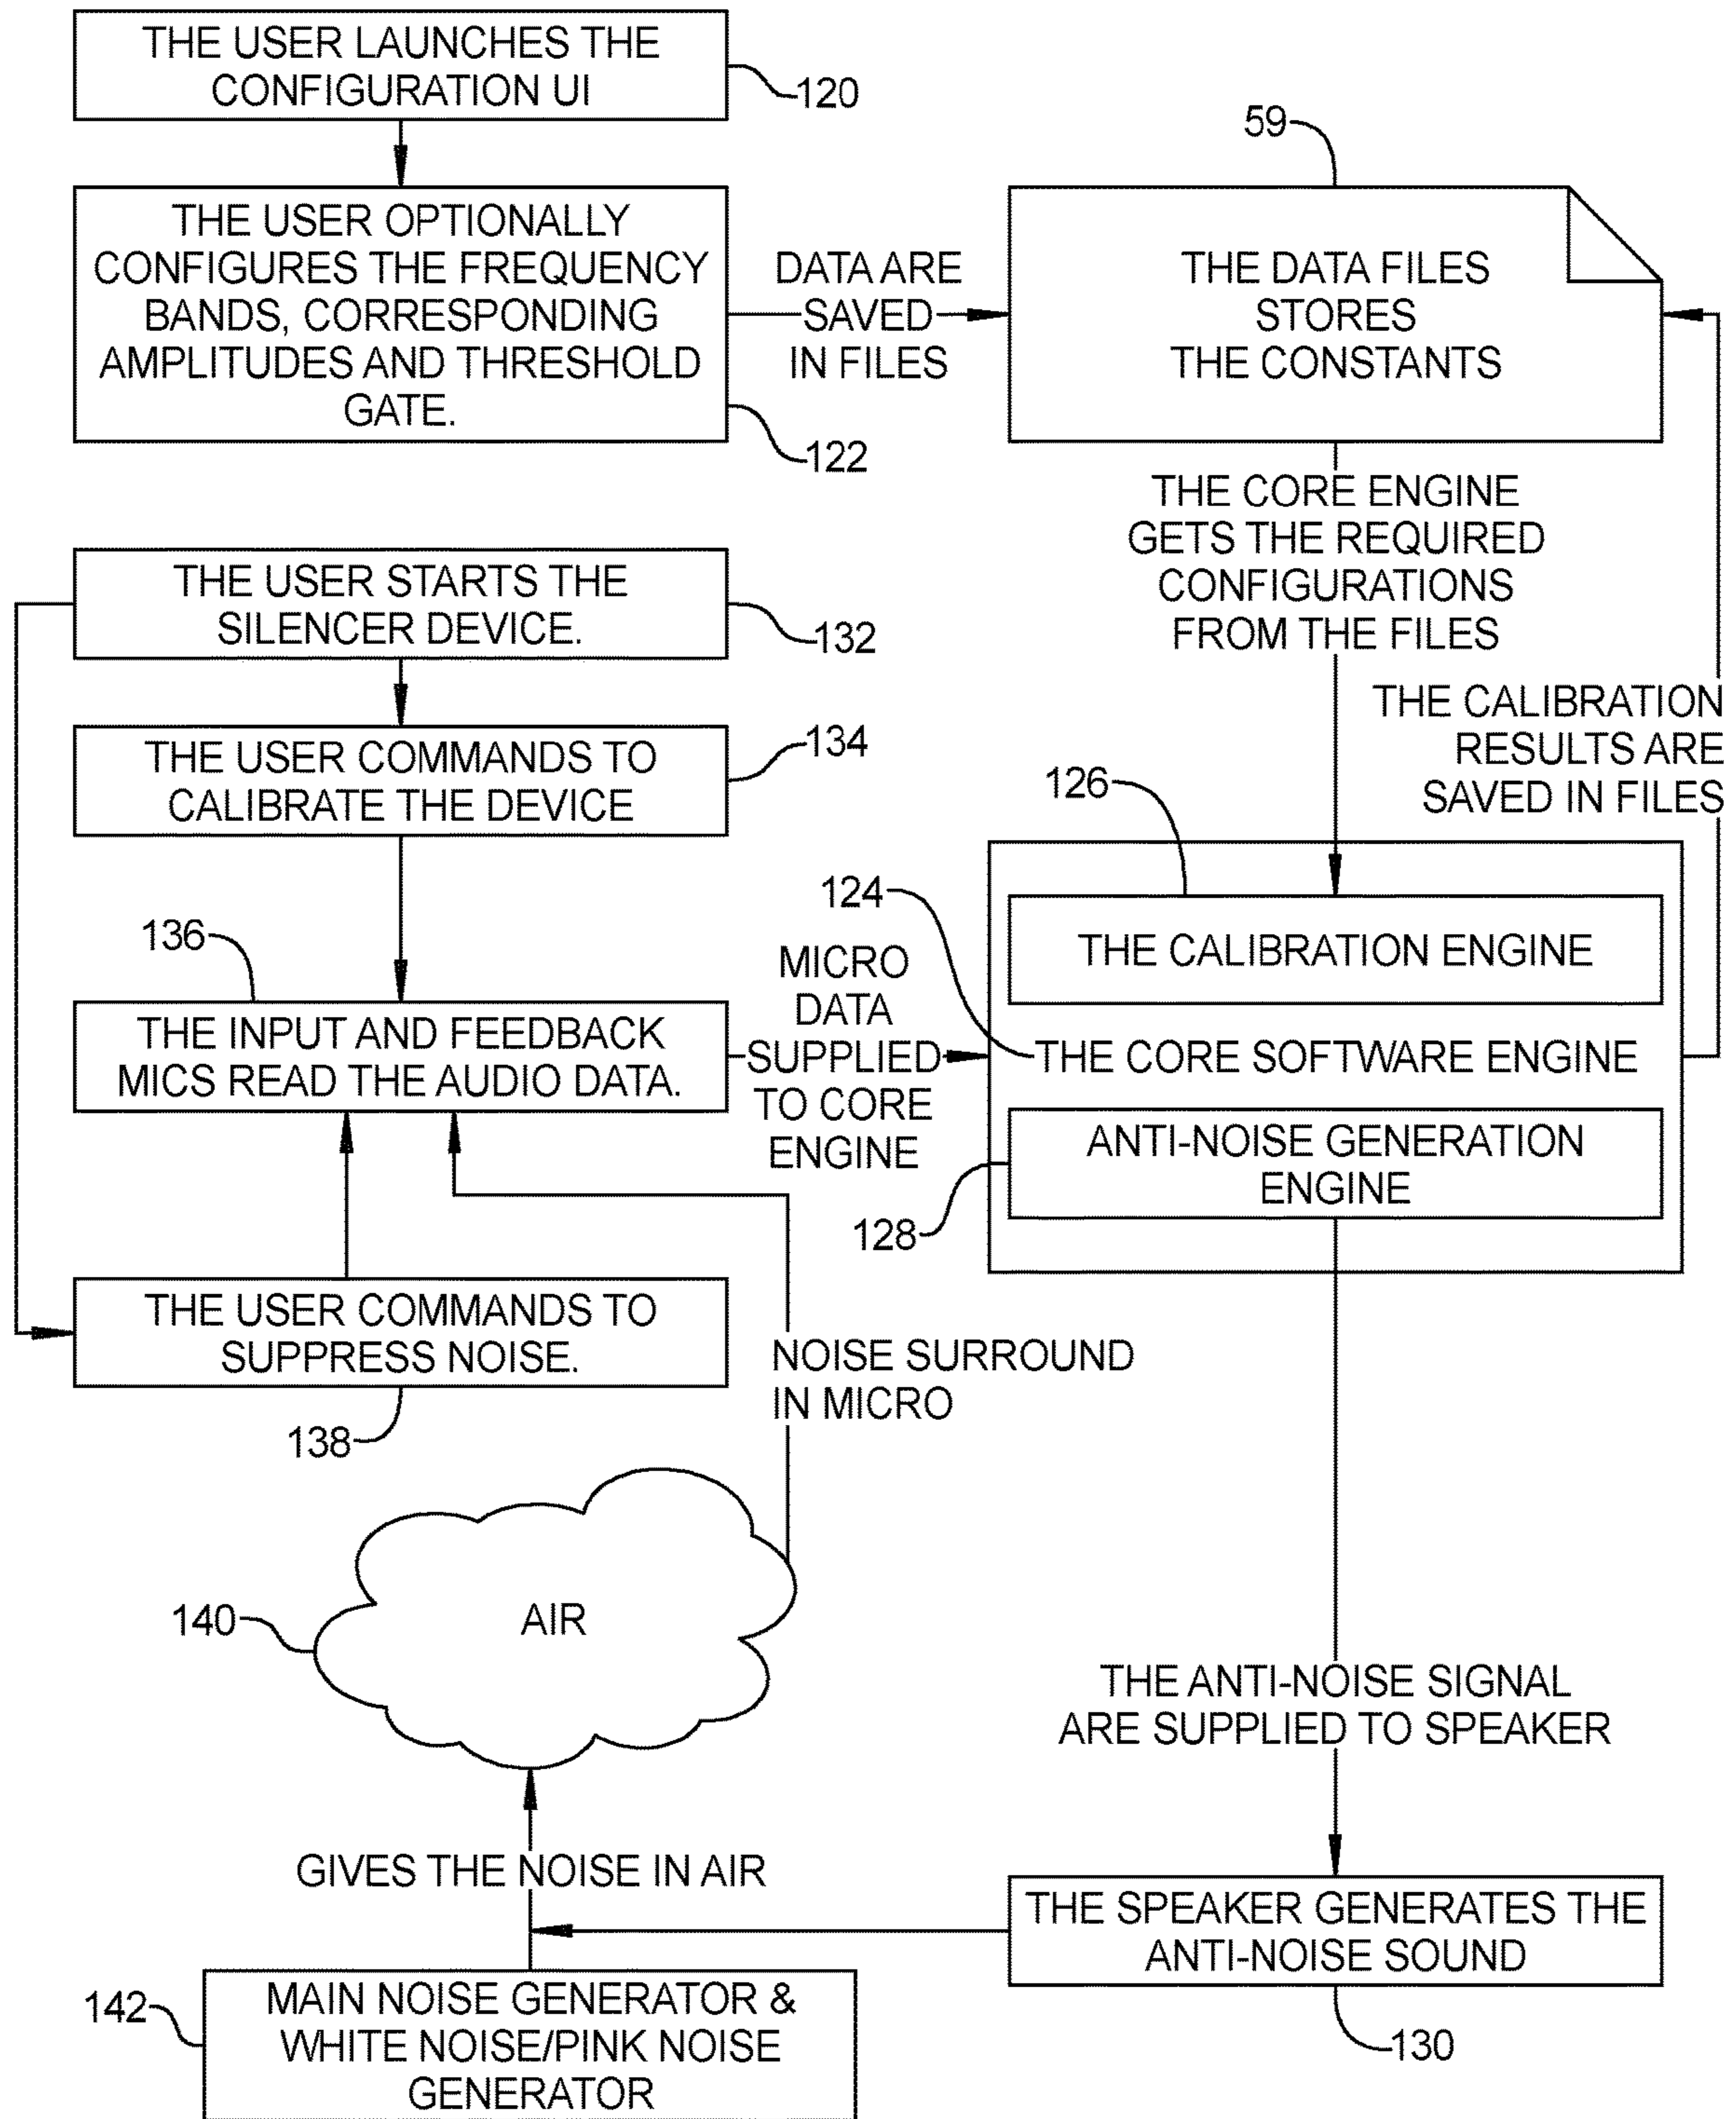 THE USER LAUNCHES THE
CONFIGURATION UI
120
59
THE USER OPTIONALLY
CONFIGURES THE FREQUENCY
BANDS, CORRESPONDING
AMPLITUDES AND THRESHOLD
GATE.
122
DATA ARE
SAVED
IN FILES
THE DATA FILES
STORES
THE CONSTANTS
THE CORE ENGINE
GETS THE REQUIRED
CONFIGURATIONS
FROM THE FILES
THE USER STARTS THE
SILENCER DEVICE.
132
THE USER COMMANDS TO
CALIBRATE THE DEVICE
134
THE CALIBRATION
RESULTS ARE
SAVED IN FILES
126
124
136
THE INPUT AND FEEDBACK
MICS READ THE AUDIO DATA.
MICRO
DATA
SUPPLIED
TO CORE
ENGINE
THE CALIBRATION ENGINE
THE CORE SOFTWARE ENGINE
ANTI-NOISE GENERATION
ENGINE
128
THE USER COMMANDS TO
SUPPRESS NOISE.
138
NOISE SURROUND
IN MICRO
AIR
140
THE ANTI-NOISE SIGNAL
ARE SUPPLIED TO SPEAKER
GIVES THE NOISE IN AIR
THE SPEAKER GENERATES THE
ANTI-NOISE SOUND
130
142
MAIN NOISE GENERATOR &
WHITE NOISE/PINK NOISE
GENERATOR